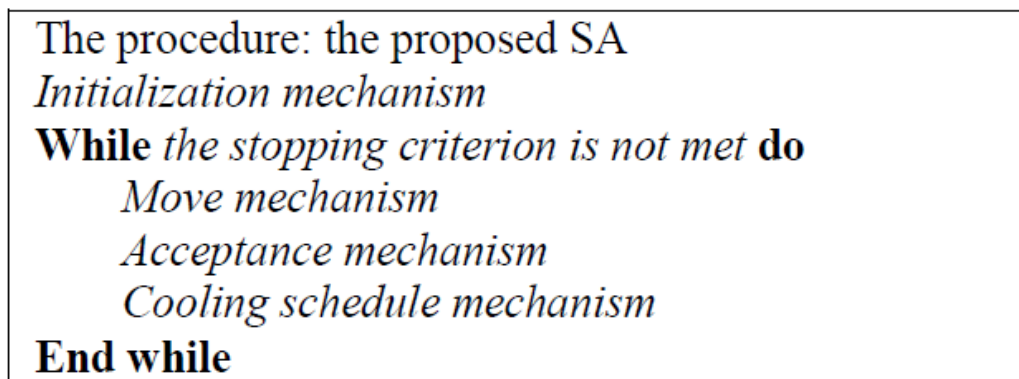 The procedure: the proposed SA
Initialization mechanism
While the stopping criterion is not met do
Move mechanism
Acceptance mechanism
Cooling schedule mechanism
End while